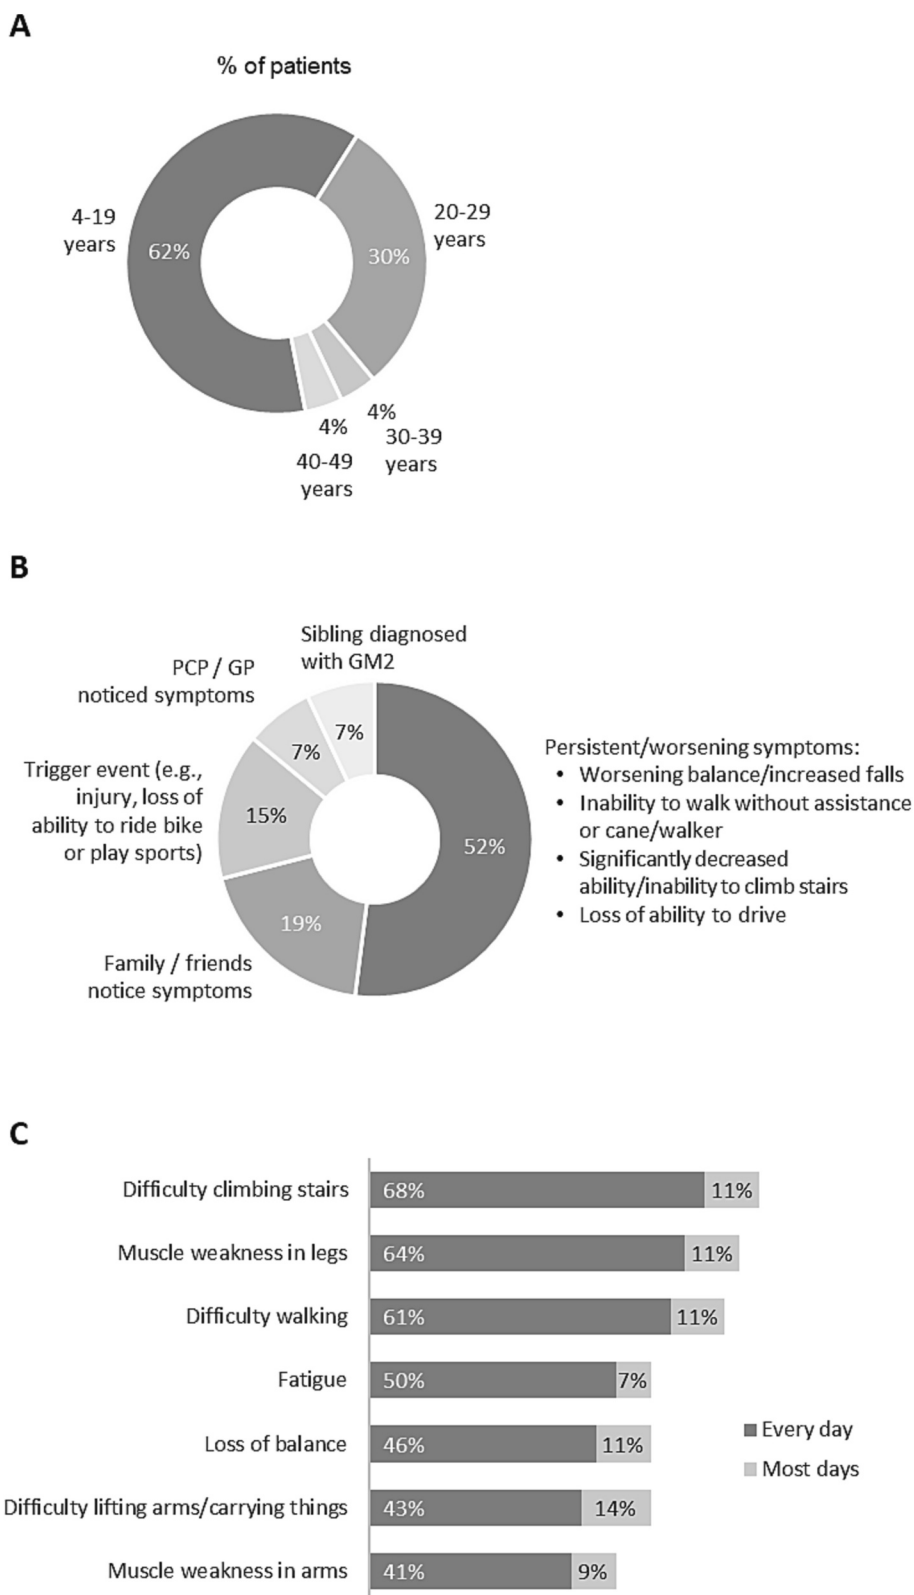 A
% of patients
4-19
years
62%
20-29
years
30%
4%
30-39
years
4%
40-49
years
B
Sibling diagnosed
with GM2
7%
PCP / GP
noticed symptoms
7%
Trigger event (e.g.,
injury, loss of
ability to ride bike
or play sports)
15%
Family / friends
notice symptoms
19%
52%
Persistent/worsening symptoms:
• Worsening balance/increased falls
• Inability to walk without assistance
or cane/walker
• Significantly decreased
ability/inability to climb stairs
• Loss of ability to drive
C
Difficulty climbing stairs 68% 11%
Muscle weakness in legs 64% 11%
Difficulty walking 61% 11%
Fatigue 50% 7%
Loss of balance 46% 11%
Difficulty lifting arms/carrying things 43% 14%
Muscle weakness in arms 41% 9%
Every day
Most days